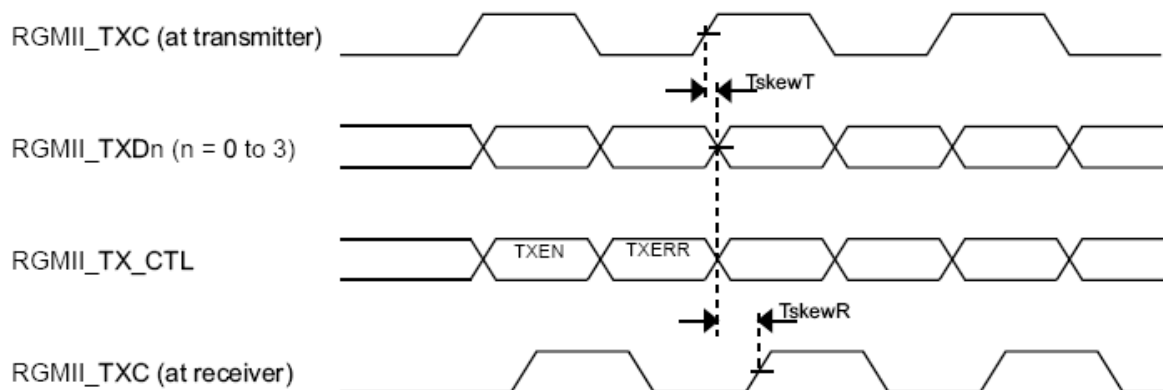 RGMII_TXC (at transmitter)
TskewT
RGMII_TXDn (n = 0 to 3)
RGMII_TX_CTL
TXEN
TXERR
TskewR
RGMII_TXC (at receiver)